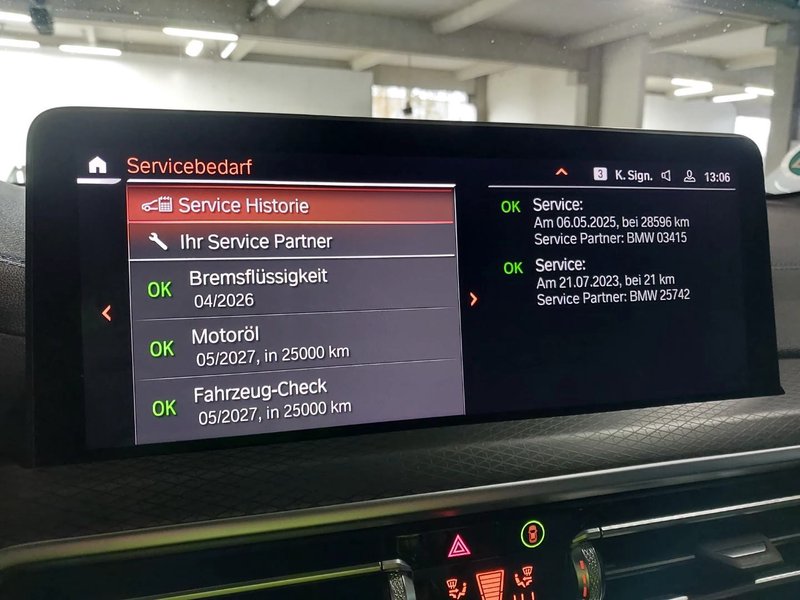 Servicebedarf
3 K. Sign. 13:06
Service Historie
Ihr Service Partner
OK Bremsflüssigkeit
04/2026
OK Motoröl
05/2027, in 25000 km
OK Fahrzeug-Check
05/2027, in 25000 km
OK Service:
Am 06.05.2025, bei 28596 km
Service Partner: BMW 03415
OK Service:
Am 21.07.2023, bei 21 km
Service Partner: BMW 25742